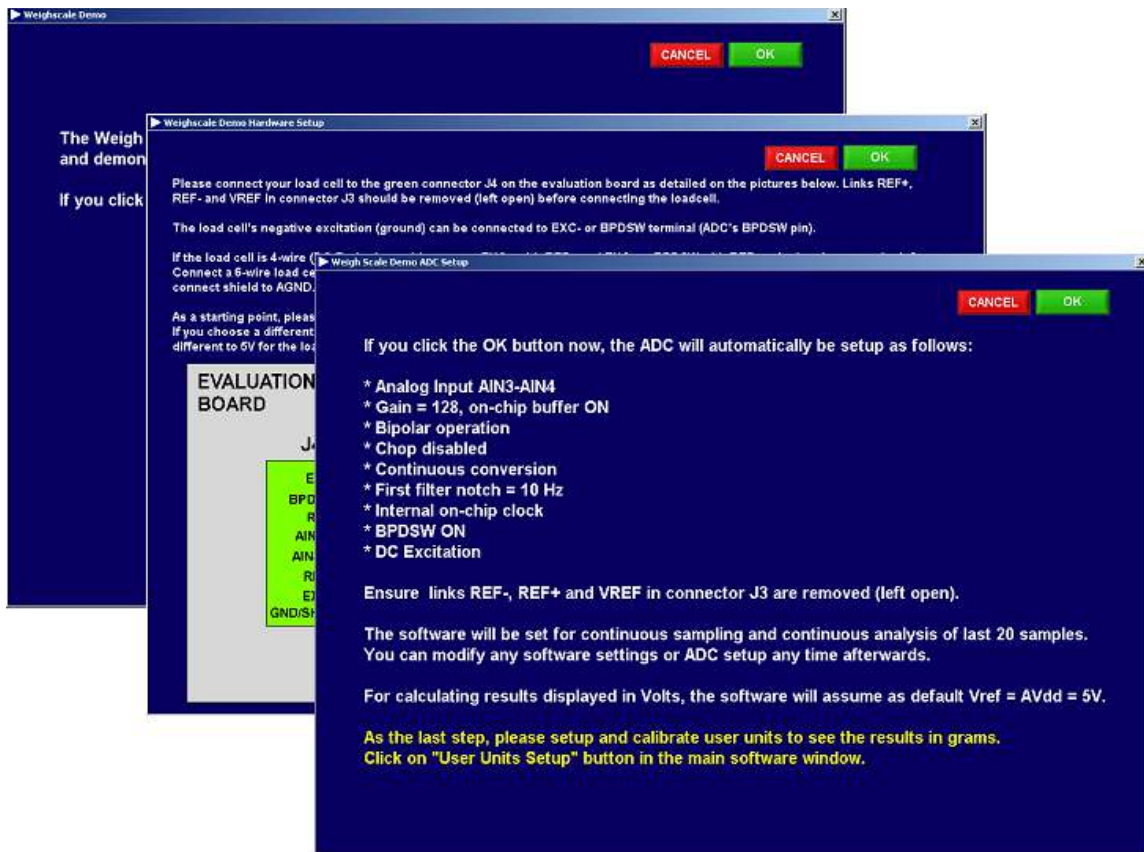 Weighscale Demo
CANCEL OK
The Weigh
and demon
If you click
Weighscale Demo Hardware Setup
CANCEL OK
Please connect your load cell to the green connector J4 on the evaluation board as detailed on the pictures below. Links REF+,
REF- and VREF in connector J3 should be removed (left open) before connecting the loadcell.
The load cell's negative excitation (ground) can be connected to EXC- or BPDSW terminal (ADC's BPDSW pin).
If the load cell is 4-wire
Connect a 6-wire load ce
connect shield to AGND.
As a starting point, pleas
If you choose a different
different to 5V for the loa
EVALUATION
BOARD
J4
E
BPD
R
AIN
AIN
R
EX
GND/SH
Weigh Scale Demo ADC Setup
CANCEL OK
If you click the OK button now, the ADC will automatically be setup as follows:
* Analog Input AIN3-AIN4
* Gain = 128, on-chip buffer ON
* Bipolar operation
* Chop disabled
* Continuous conversion
* First filter notch = 10 Hz
* Internal on-chip clock
* BPDSW ON
* DC Excitation
Ensure links REF-, REF+ and VREF in connector J3 are removed (left open).
The software will be set for continuous sampling and continuous analysis of last 20 samples.
You can modify any software settings or ADC setup any time afterwards.
For calculating results displayed in Volts, the software will assume as default Vref = AVdd = 5V.
As the last step, please setup and calibrate user units to see the results in grams.
Click on "User Units Setup" button in the main software window.